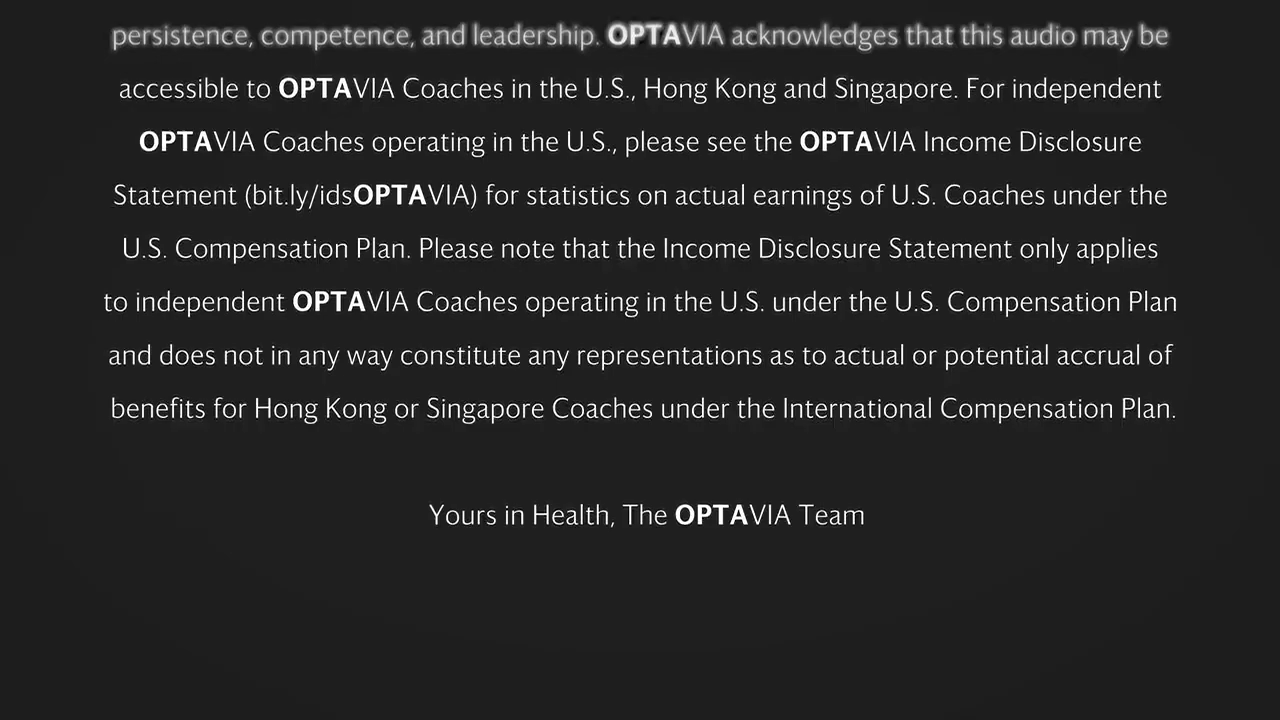 persistence, competence, and leadership. OPTAVIA acknowledges that this audio may be
accessible to OPTAVIA Coaches in the U.S., Hong Kong and Singapore. For independent
OPTAVIA Coaches operating in the U.S., please see the OPTAVIA Income Disclosure
Statement (bit.ly/idsOPTAVIA) for statistics on actual earnings of U.S. Coaches under the
U.S. Compensation Plan. Please note that the Income Disclosure Statement only applies
to independent OPTAVIA Coaches operating in the U.S. under the U.S. Compensation Plan
and does not in any way constitute any representations as to actual or potential accrual of
benefits for Hong Kong or Singapore Coaches under the International Compensation Plan.
Yours in Health, The OPTAVIA Team